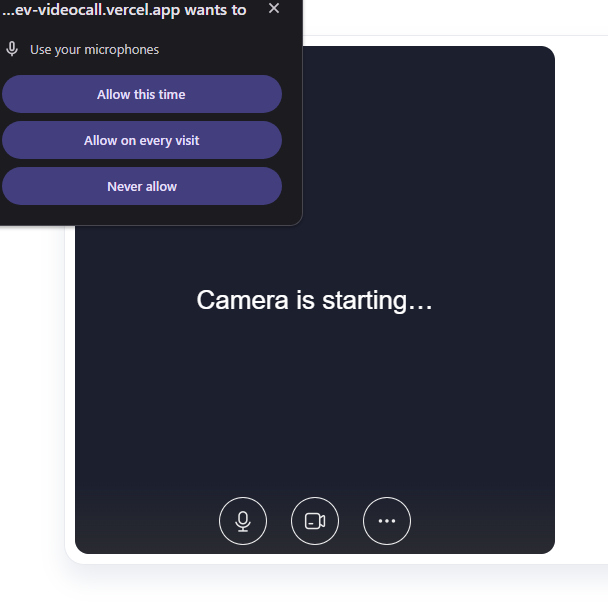 ...ev-videocall.vercel.app wants to
Use your microphones
Allow this time
Allow on every visit
Never allow
Camera is starting...